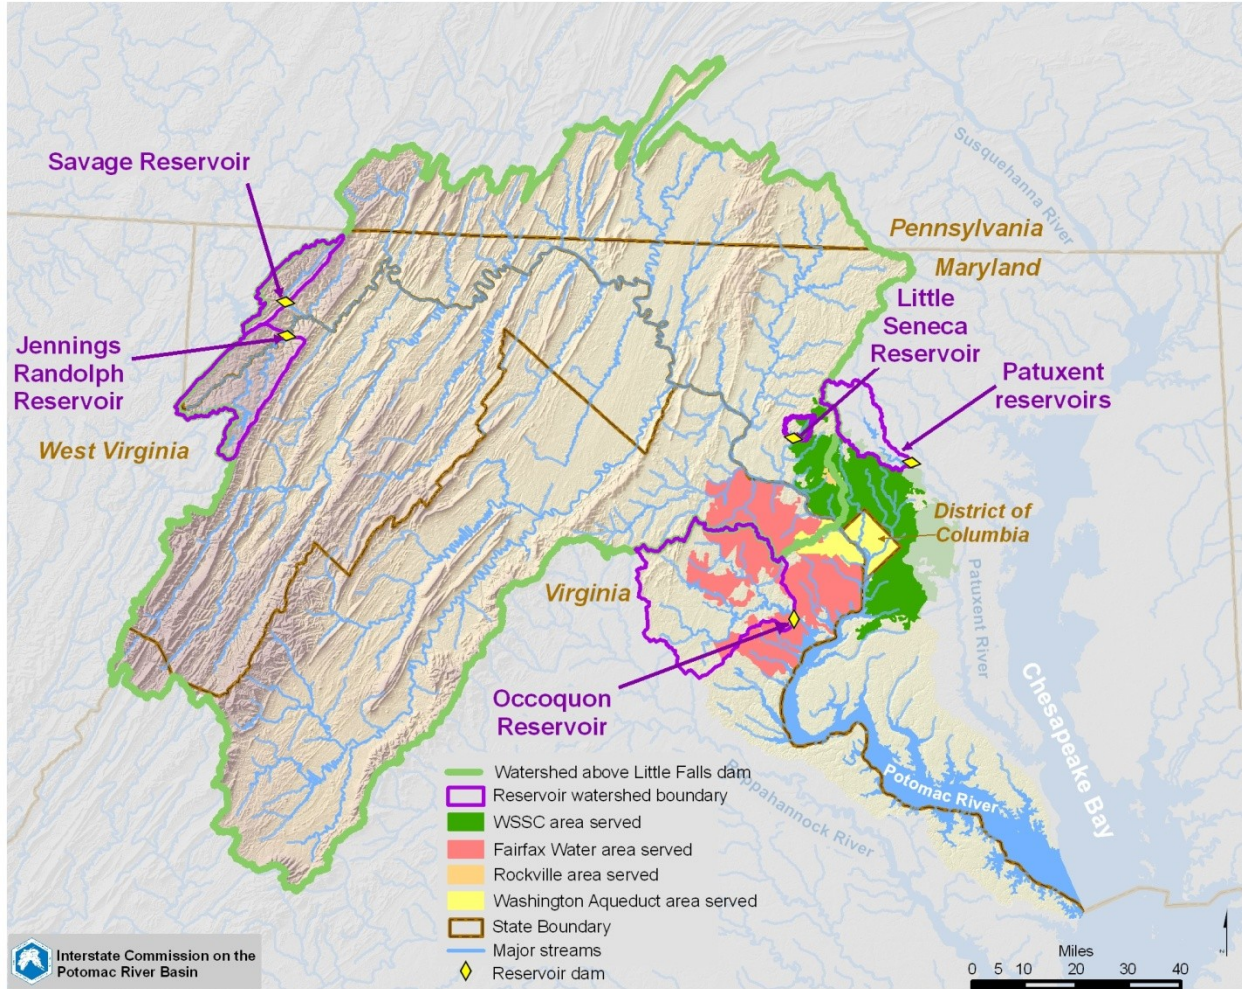 Savage Reservoir
Susquehanna River
Pennsylvania
Maryland
Little
Seneca
Reservoir
Jennings
Randolph
Reservoir
Patuxent
reservoirs
West Virginia
District of
Columbia
Virginia
Patuxent River
Occoquon
Reservoir
Chesapeake Bay
Potomac River
Rappahannock River
Watershed above Little Falls dam
Reservoir watershed boundary
WSSC area served
Fairfax Water area served
Rockville area served
Washington Aqueduct area served
State Boundary
Major streams
Reservoir dam
Interstate Commission on the
Potomac River Basin
Miles
0 5 10 20 30 40